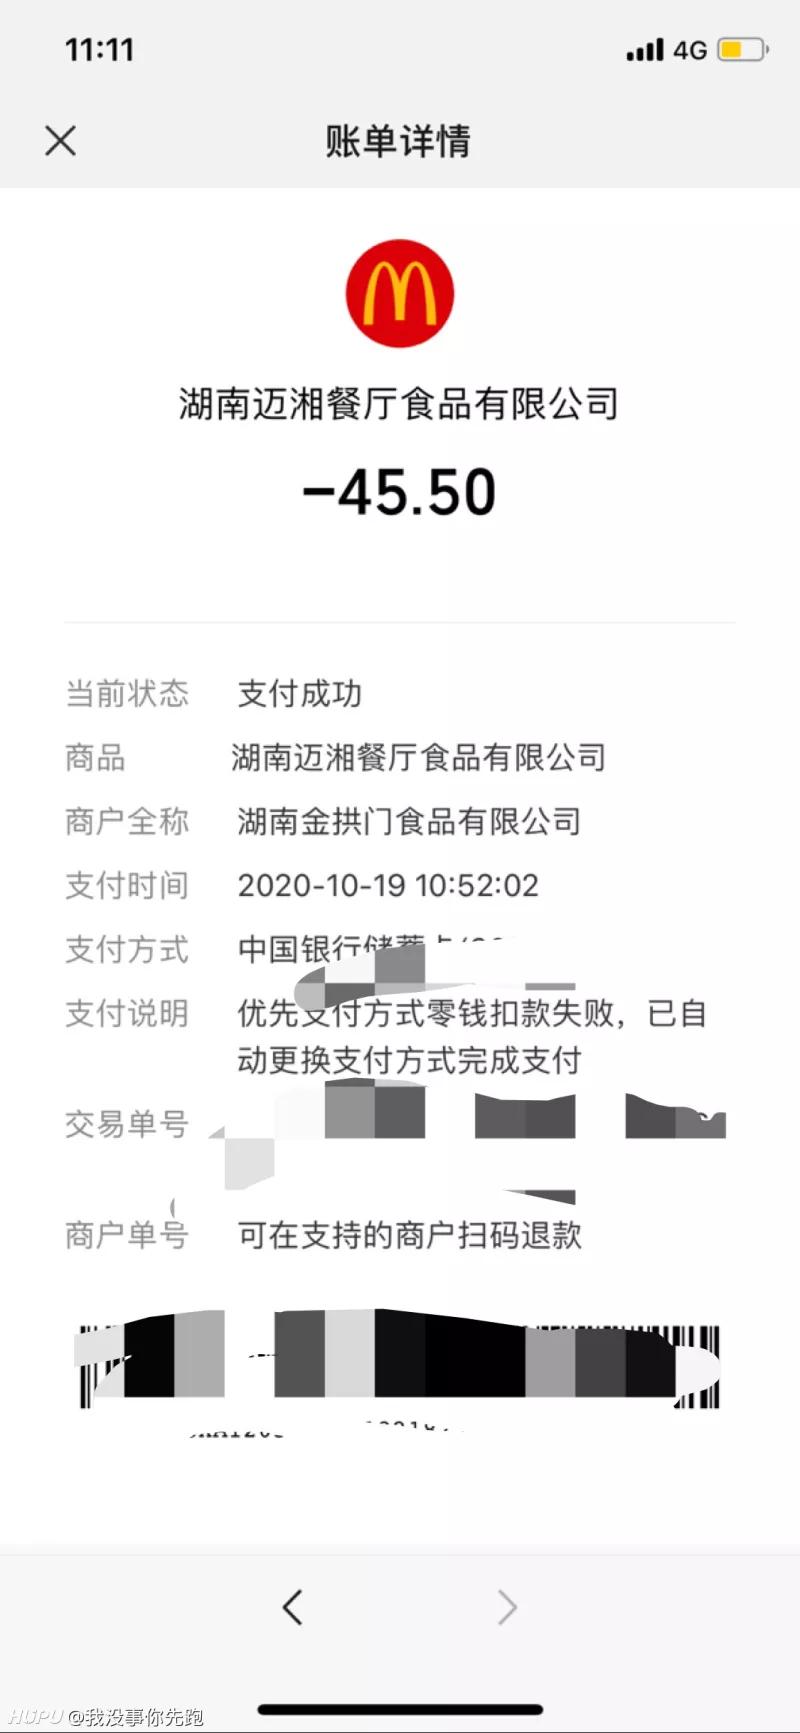 11:11
4G
账单详情
湖南迈湘餐厅食品有限公司
-45.50
当前状态 支付成功
商品 湖南迈湘餐厅食品有限公司
商户全称 湖南金拱门食品有限公司
支付时间 2020-10-19 10:52:02
支付方式 中国银行储蓄卡
支付说明 优先支付方式零钱扣款失败，已自
动更换支付方式完成支付
交易单号
商户单号 可在支持的商户扫码退款
HUPU @我没事你先跑